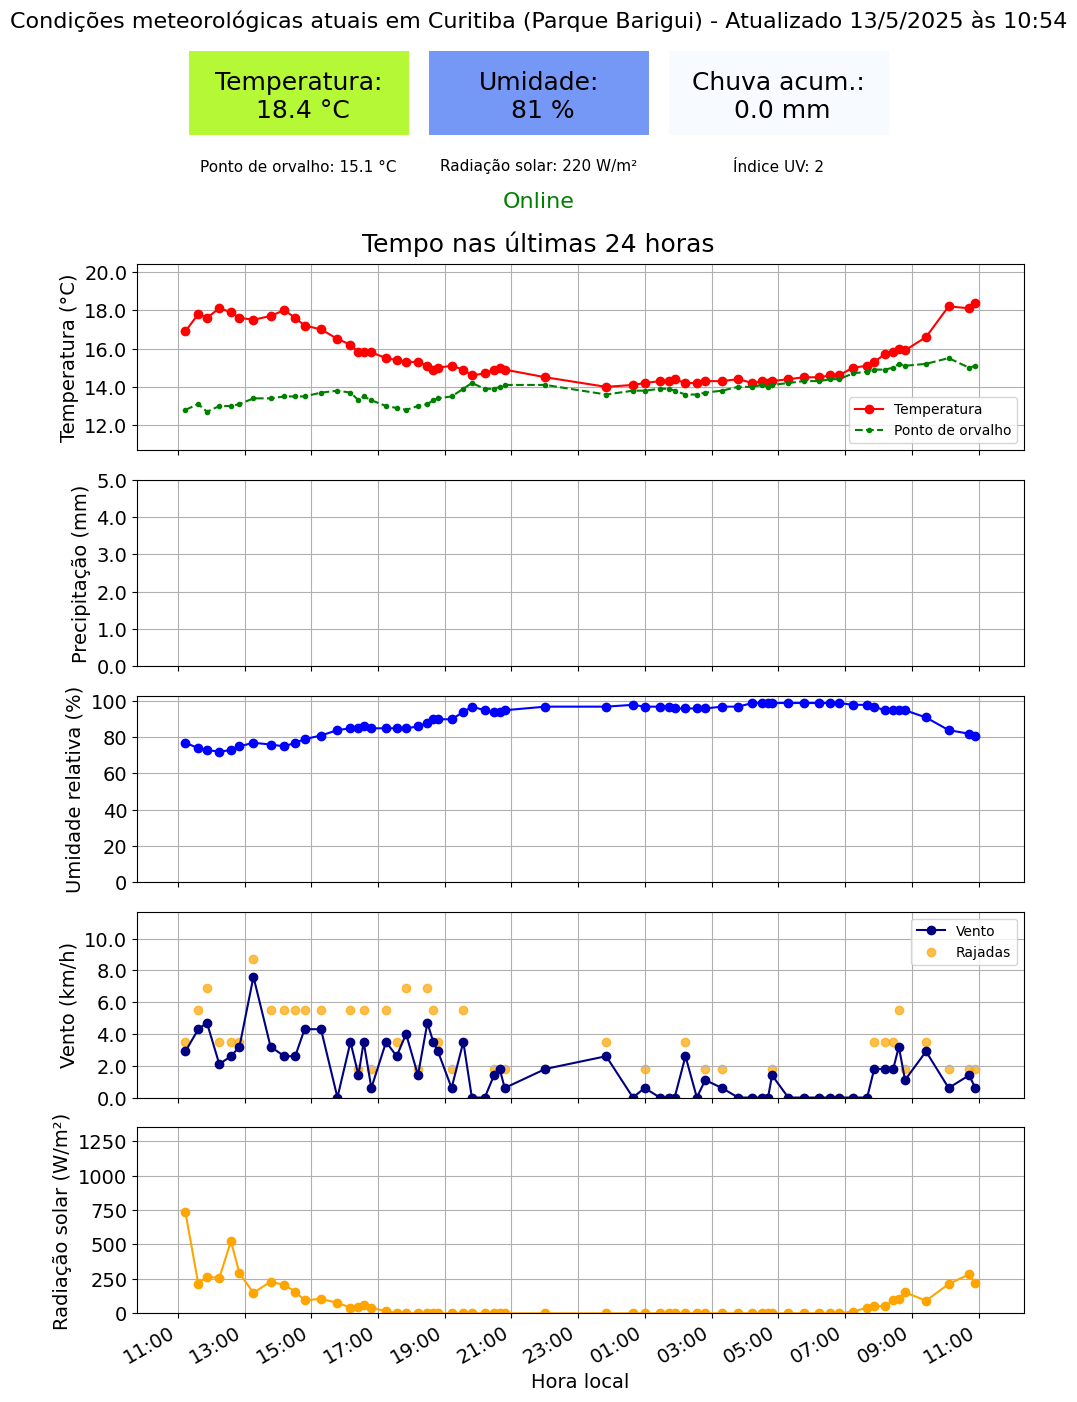 Condições meteorológicas atuais em Curitiba (Parque Barigui) - Atualizado 13/5/2025 às 10:54
Temperatura:
18.4 °C
Umidade:
81 %
Chuva acum.:
0.0 mm
Ponto de orvalho: 15.1 °C
Radiação solar: 220 W/m²
Índice UV: 2
Online
Tempo nas últimas 24 horas
Temperatura (°C)
20.0
18.0
16.0
14.0
12.0
Temperatura
Ponto de orvalho
Precipitação (mm)
5.0
4.0
3.0
2.0
1.0
0.0
Umidade relativa (%)
100
80
60
40
20
0
Vento (km/h)
10.0
8.0
6.0
4.0
2.0
0.0
Vento
Rajadas
Radiação solar (W/m²)
1250
1000
750
500
250
0
11:00
13:00
15:00
17:00
19:00
21:00
23:00
01:00
03:00
05:00
07:00
09:00
11:00
Hora local